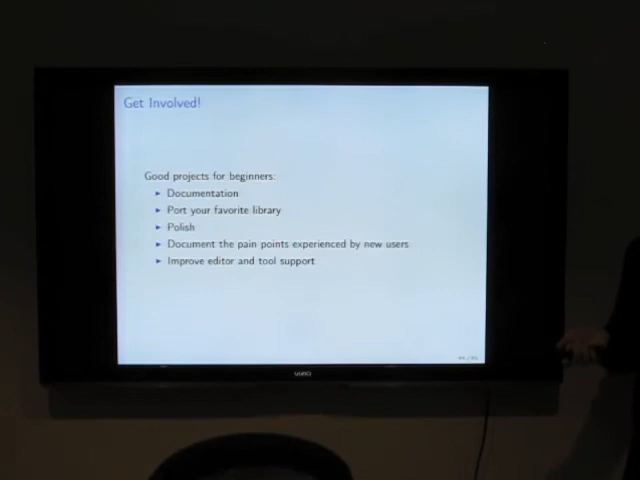 Get Involved!
Good projects for beginners:
Documentation
Port your favorite library
Polish
Document the pain points experienced by new users
Improve editor and tool support
VIZIO